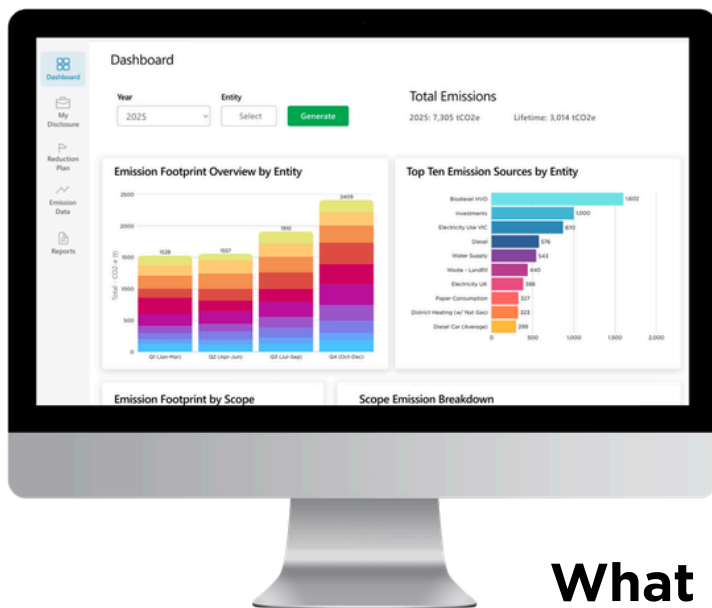 Dashboard
Dashboard
My
Disclosure
Reduction
Plan
Emission
Data
Reports
Year
Entity
2025
Select
Generate
Total Emissions
2025: 7,305 tCO2e
Lifetime: 3,014 tCO2e
Emission Footprint Overview by Entity
Total - CO2-e (t)
2500
2000
1500
1000
500
0
1528
1557
1910
2409
Q1 (Jan-Mar)
Q2 (Apr-Jun)
Q3 (Jul-Sep)
Q4 (Oct-Dec)
Top Ten Emission Sources by Entity
Biodiesel HVO
1,602
Investments
1,000
Electricity Use VIC
870
Diesel
576
Water Supply
543
Waste - Landfill
440
Electricity UK
386
Paper Consumption
327
District Heating (w/ Nat Gas)
323
Diesel Car (Average)
299
0
500
1,000
1,500
2,000
Emission Footprint by Scope
Scope Emission Breakdown
What